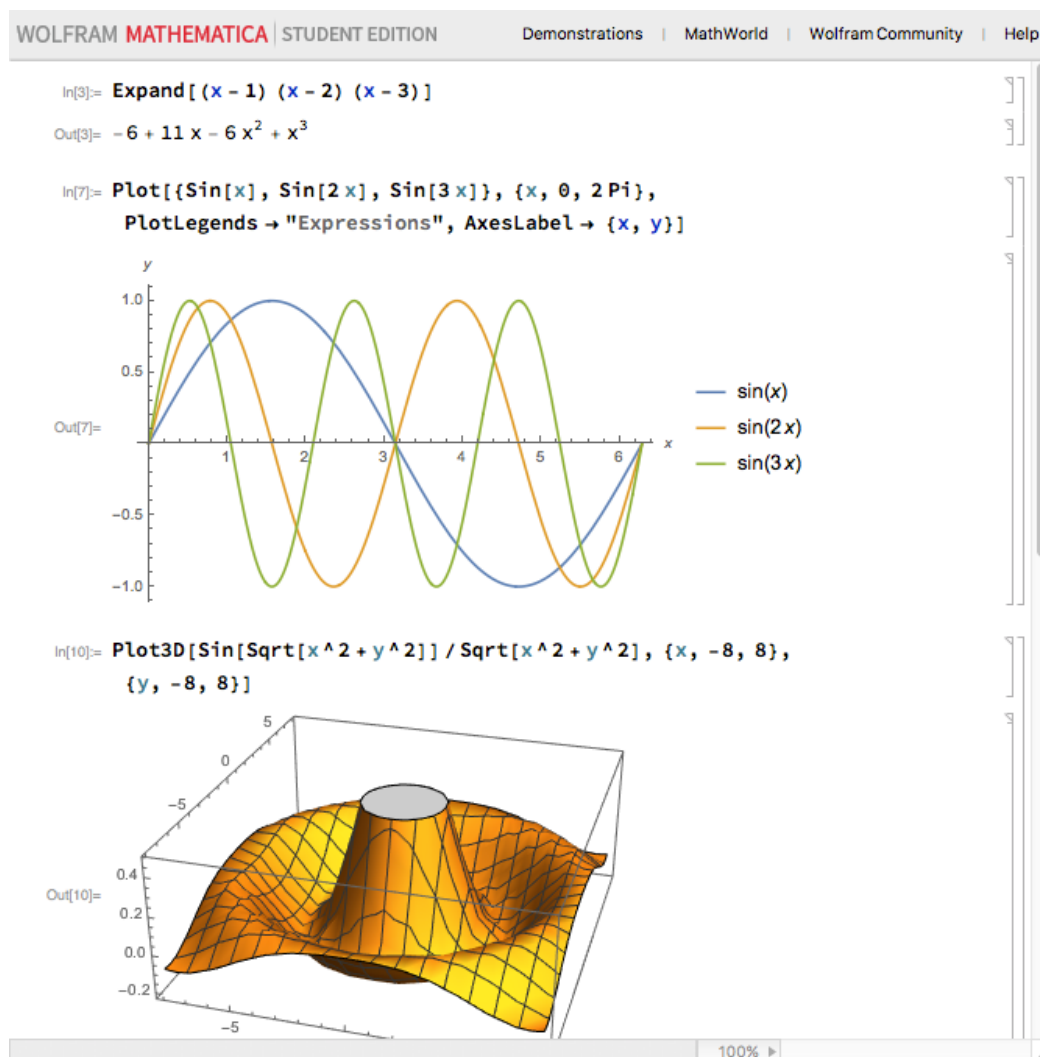 WOLFRAM MATHEMATICA | STUDENT EDITION Demonstrations | MathWorld | Wolfram Community | Help
In[3]:= Expand[(x - 1) (x - 2) (x - 3)]
Out[3]= -6 + 11 x - 6 x² + x³
In[7]:= Plot[{Sin[x], Sin[2 x], Sin[3 x]}, {x, 0, 2 Pi},
PlotLegends → "Expressions", AxesLabel → {x, y}]
y
1.0
0.5
sin(x)
Out[7]=
sin(2 x)
1 2 3 4 5 6 x
sin(3 x)
-0.5
-1.0
In[10]:= Plot3D[Sin[Sqrt[x ^ 2 + y ^ 2]] / Sqrt[x ^ 2 + y ^ 2], {x, -8, 8},
{y, -8, 8}]
5
0
-5
0.4
Out[10]=
0.2
0.0
-0.2
-5
100%